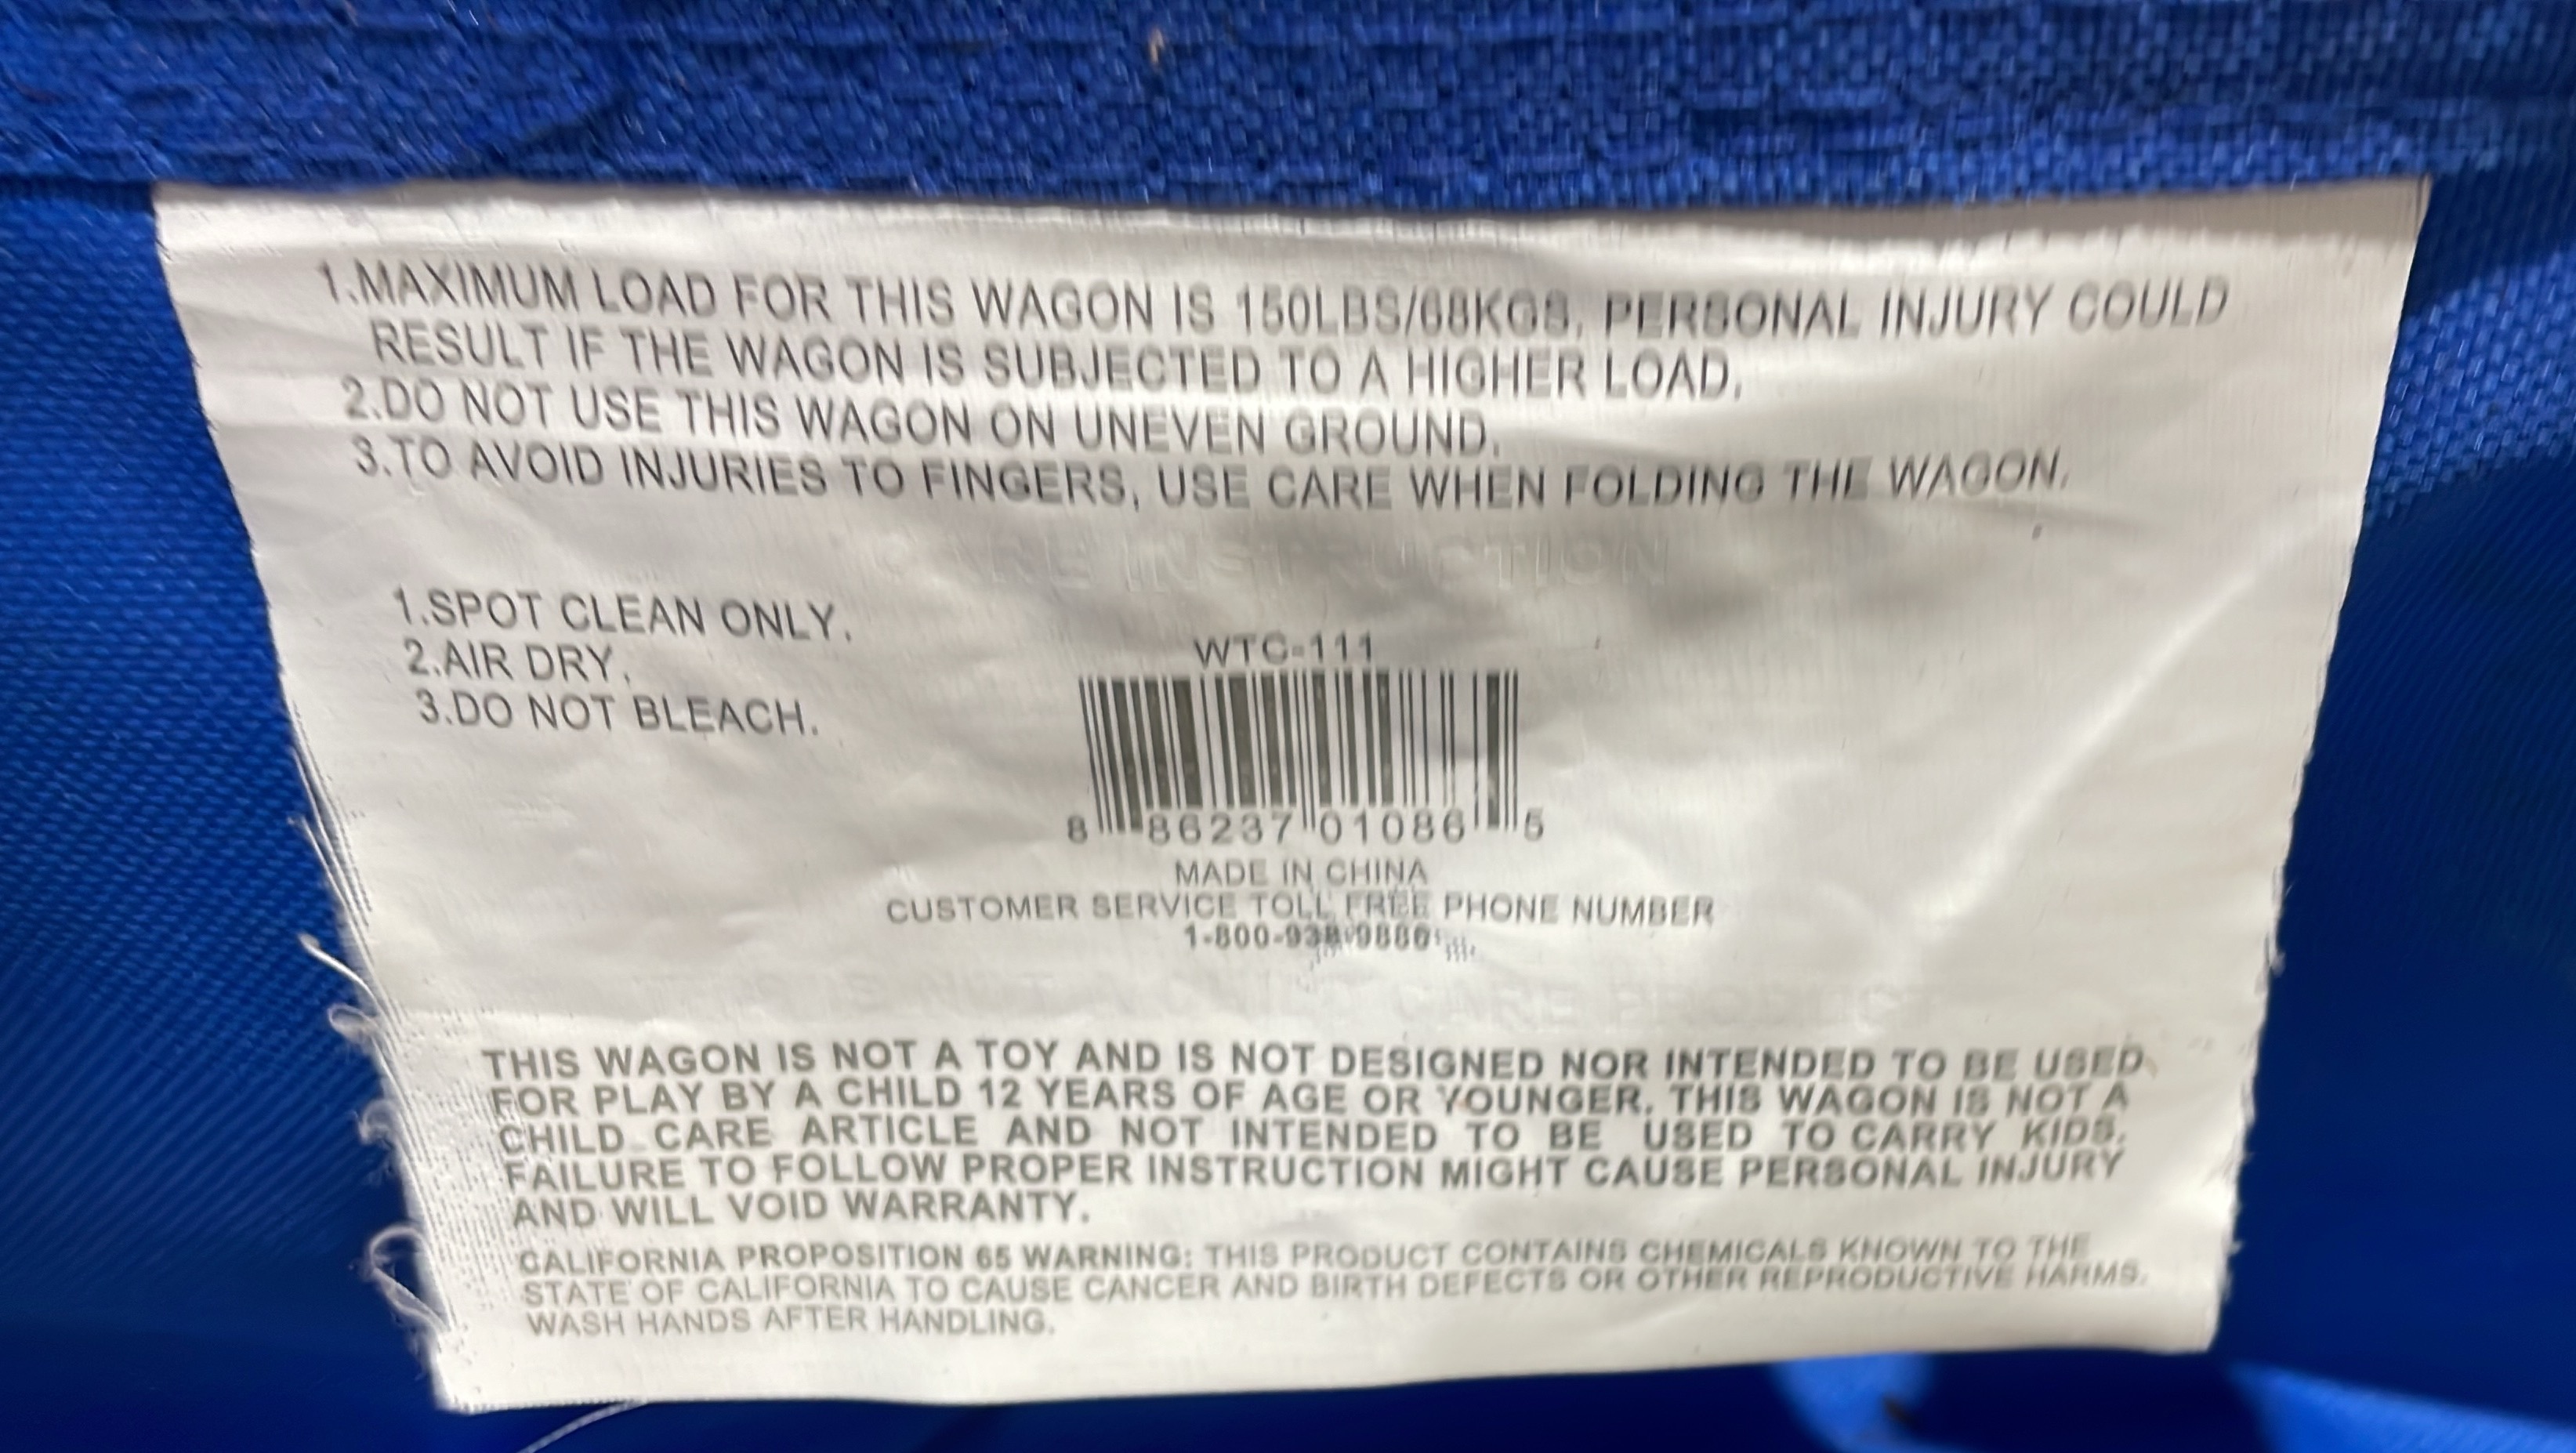 1.MAXIMUM LOAD FOR THIS WAGON IS 150LBS/68KGS. PERSONAL INJURY COULD
RESULT IF THE WAGON IS SUBJECTED TO A HIGHER LOAD.
2.DO NOT USE THIS WAGON ON UNEVEN GROUND.
3.TO AVOID INJURIES TO FINGERS, USE CARE WHEN FOLDING THE WAGON.
CARE INSTRUCTION
1.SPOT CLEAN ONLY.
2.AIR DRY.
3.DO NOT BLEACH.
WTC-111
8 86237 01086 5
MADE IN CHINA
CUSTOMER SERVICE TOLL FREE PHONE NUMBER
CARE PRODUCT
THIS WAGON IS NOT A TOY AND IS NOT DESIGNED NOR INTENDED TO BE USED
FOR PLAY BY A CHILD 12 YEARS OF AGE OR YOUNGER. THIS WAGON IS NOT A
CHILD CARE ARTICLE AND NOT INTENDED TO BE USED TO CARRY KIDS.
FAILURE TO FOLLOW PROPER INSTRUCTION MIGHT CAUSE PERSONAL INJURY
AND WILL VOID WARRANTY.
CALIFORNIA PROPOSITION 65 WARNING: THIS PRODUCT CONTAINS CHEMICALS KNOWN TO THE
STATE OF CALIFORNIA TO CAUSE CANCER AND BIRTH DEFECTS OR OTHER REPRODUCTIVE HARMS.
WASH HANDS AFTER HANDLING.